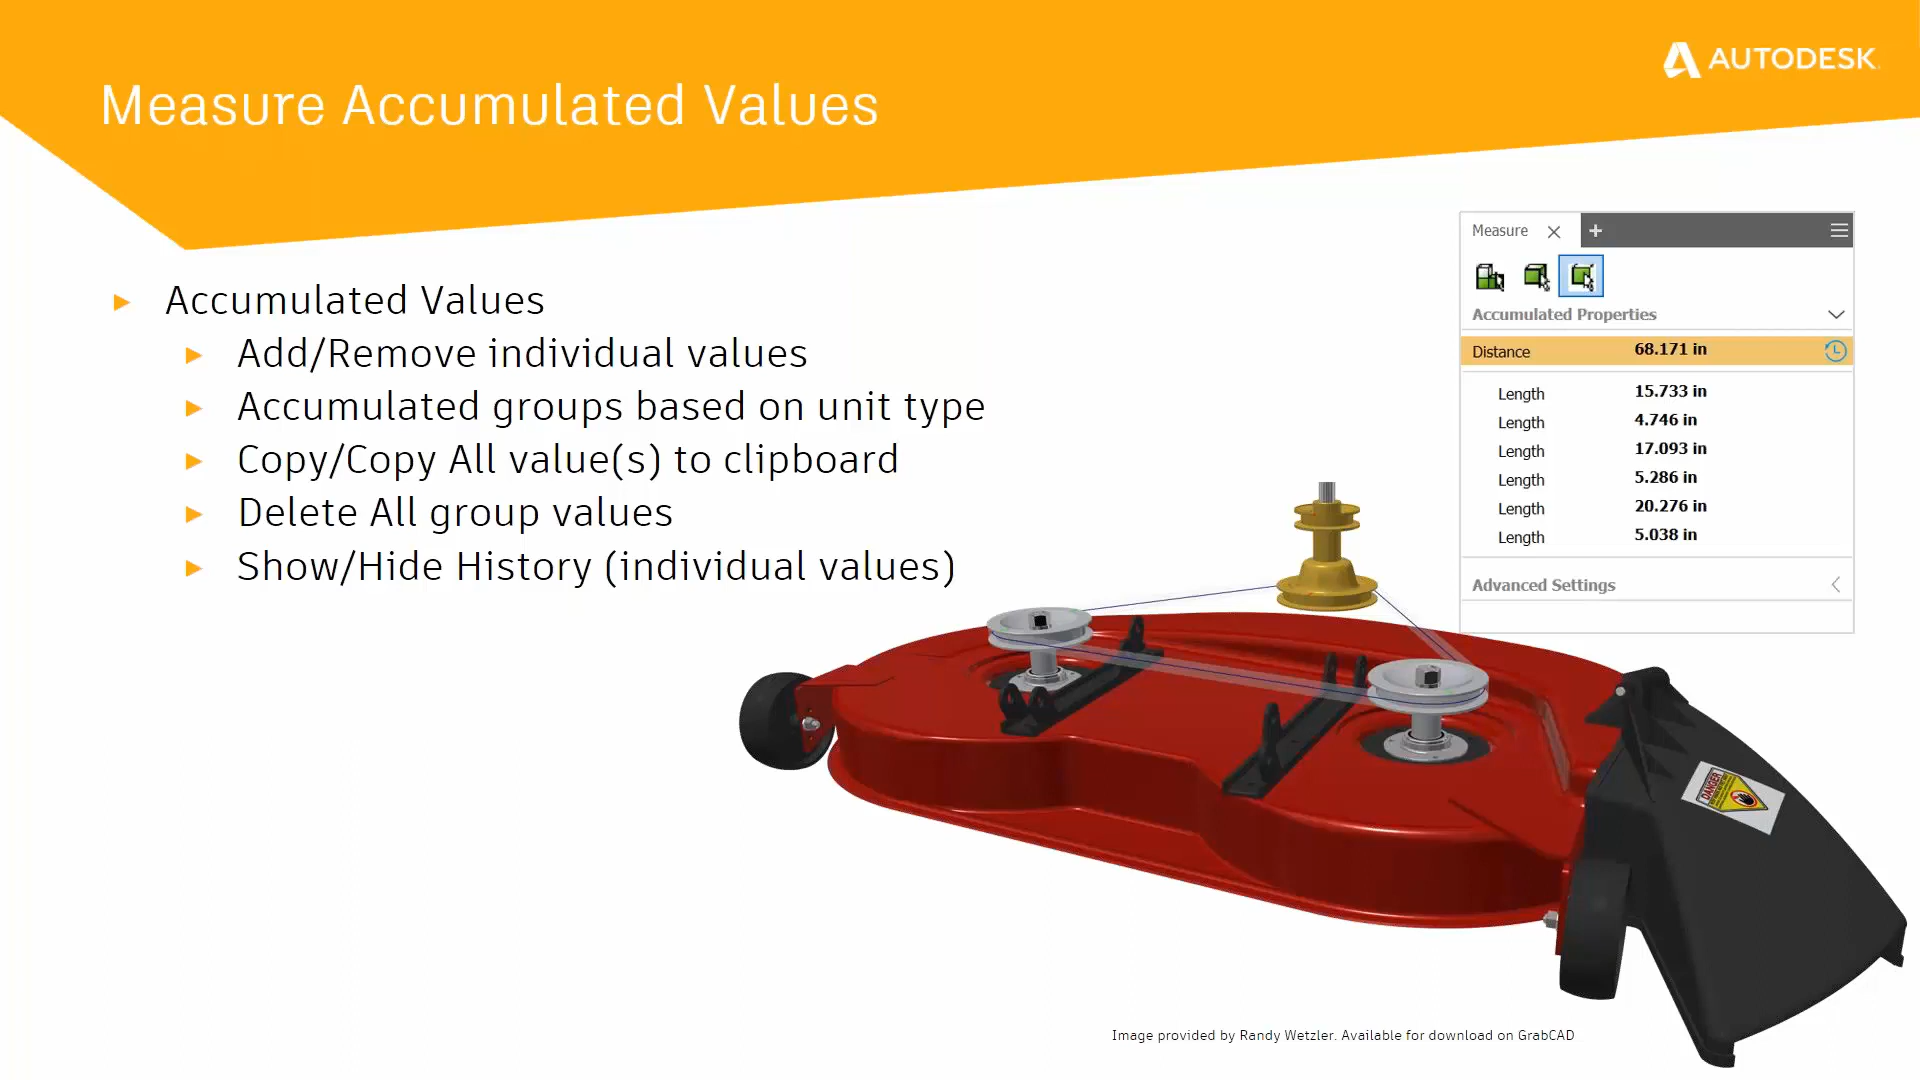 AUTODESK
Measure Accumulated Values
Accumulated Values
Add/Remove individual values
Accumulated groups based on unit type
Copy/Copy All value(s) to clipboard
Delete All group values
Show/Hide History (individual values)
Measure
Accumulated Properties
Distance 68.171 in
Length 15.733 in
Length 4.746 in
Length 17.093 in
Length 5.286 in
Length 20.276 in
Length 5.038 in
Advanced Settings
DANGER
Image provided by Randy Wetzler. Available for download on GrabCAD